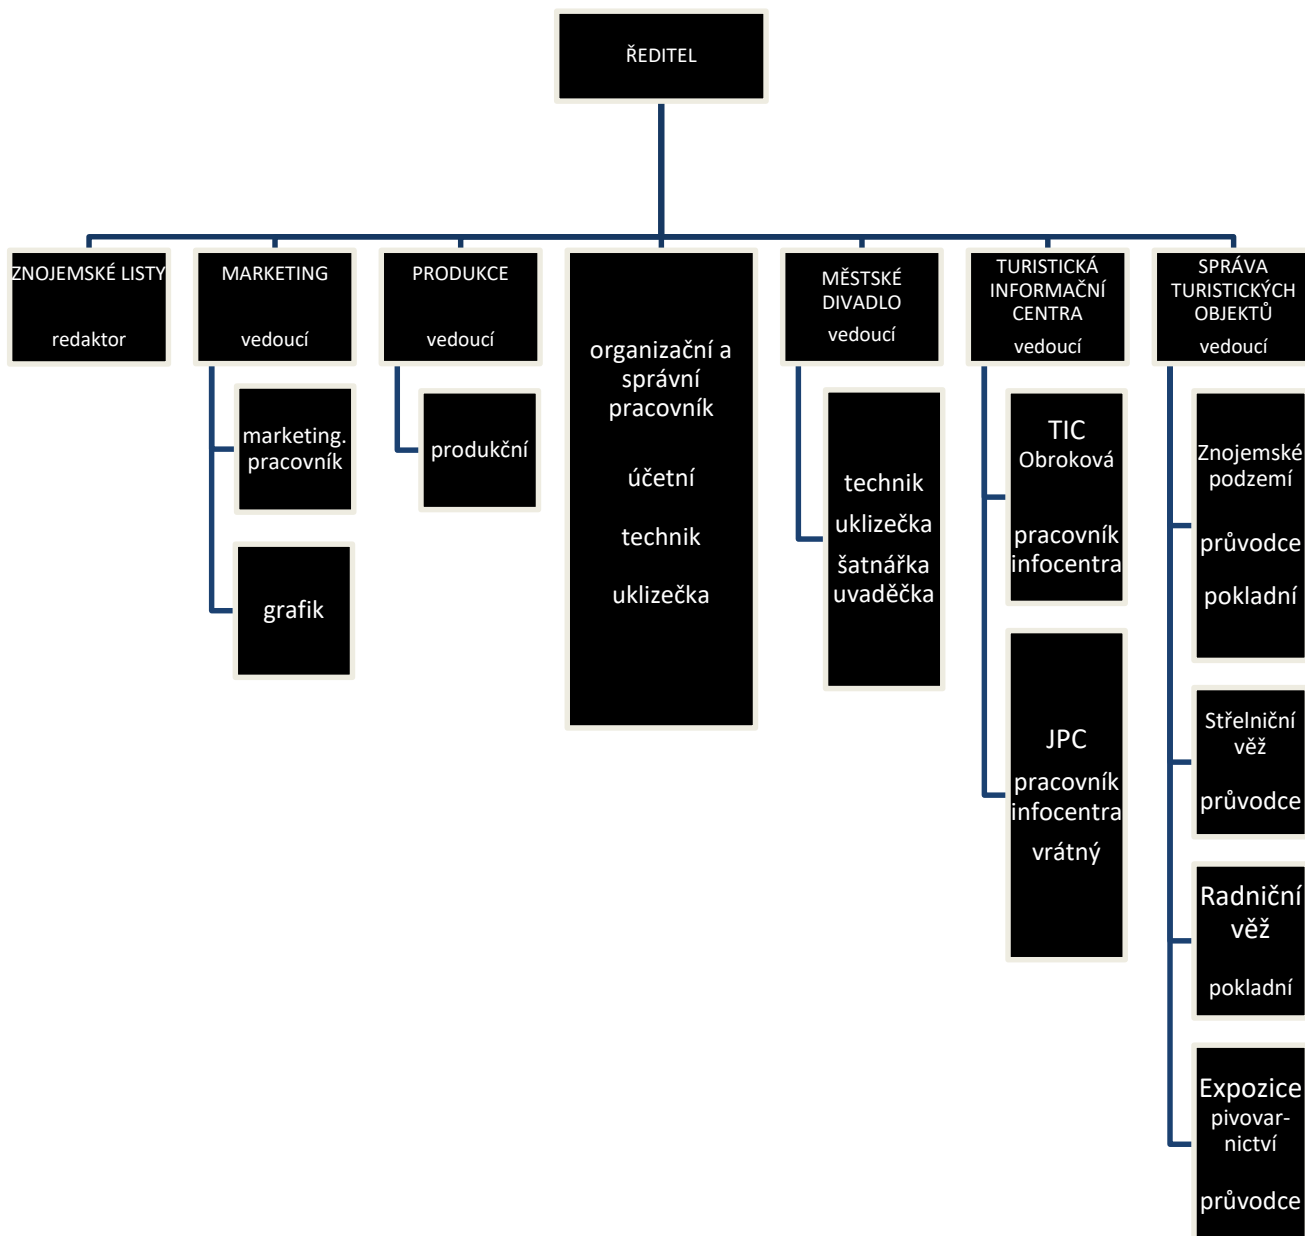 ŘEDITEL
ZNOJEMSKÉ LISTY
redaktor
MARKETING
vedoucí
marketing.
pracovník
grafik
PRODUKCE
vedoucí
produkční
organizační a
správní
pracovník
účetní
technik
uklizečka
MĚSTSKÉ
DIVADLO
vedoucí
technik
uklizečka
šatnářka
uvaděčka
TURISTICKÁ
INFORMAČNÍ
CENTRA
vedoucí
TIC
Obroková
pracovník
infocentra
JPC
pracovník
infocentra
vrátný
SPRÁVA
TURISTICKÝCH
OBJEKTŮ
vedoucí
Znojemské
podzemí
průvodce
pokladní
Střelniční
věž
průvodce
Radniční
věž
pokladní
Expozice
pivovar-
nictví
průvodce